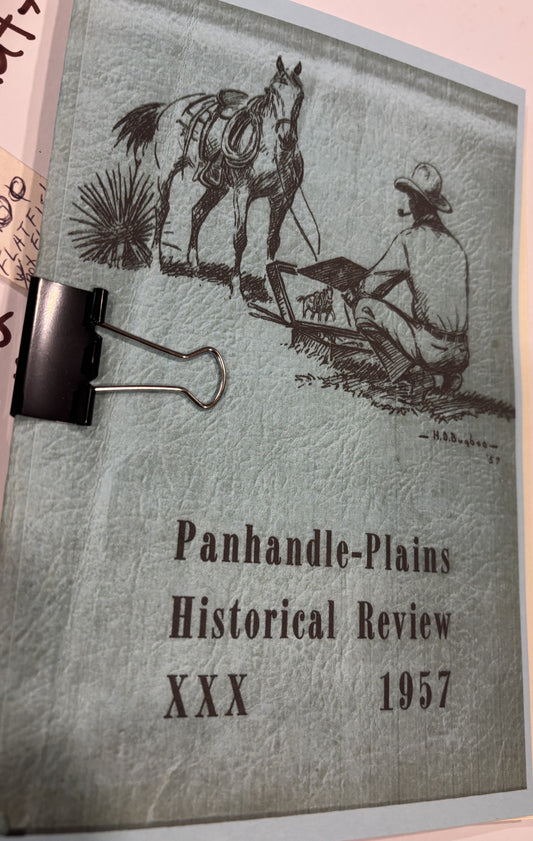 — H.D. Bugbee —
'57
Panhandle-Plains
Historical Review
XXX 1957